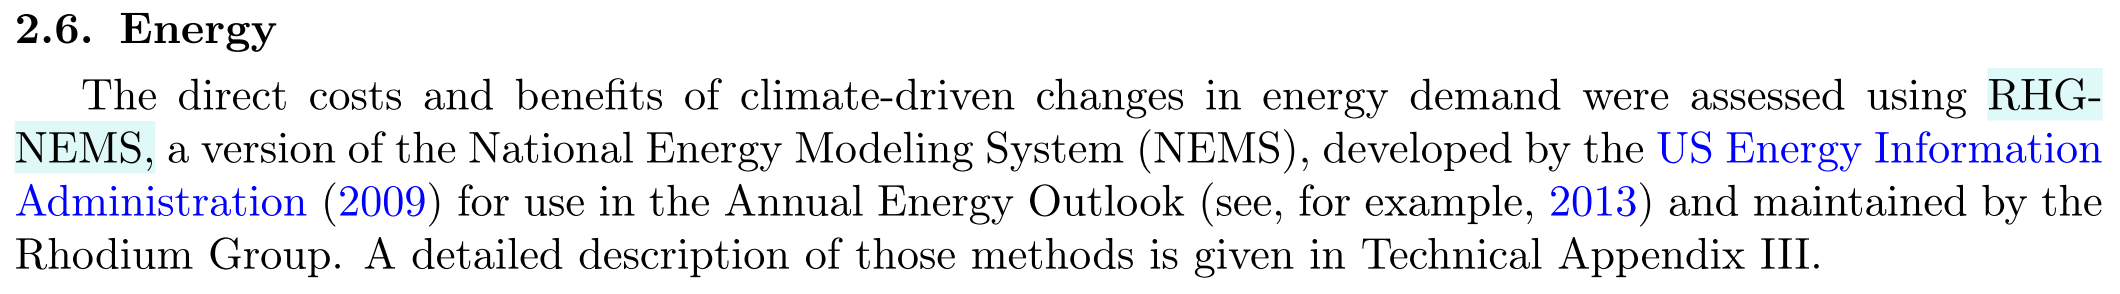 2.6. Energy
The direct costs and benefits of climate-driven changes in energy demand were assessed using RHG-
NEMS, a version of the National Energy Modeling System (NEMS), developed by the US Energy Information
Administration (2009) for use in the Annual Energy Outlook (see, for example, 2013) and maintained by the
Rhodium Group. A detailed description of those methods is given in Technical Appendix III.